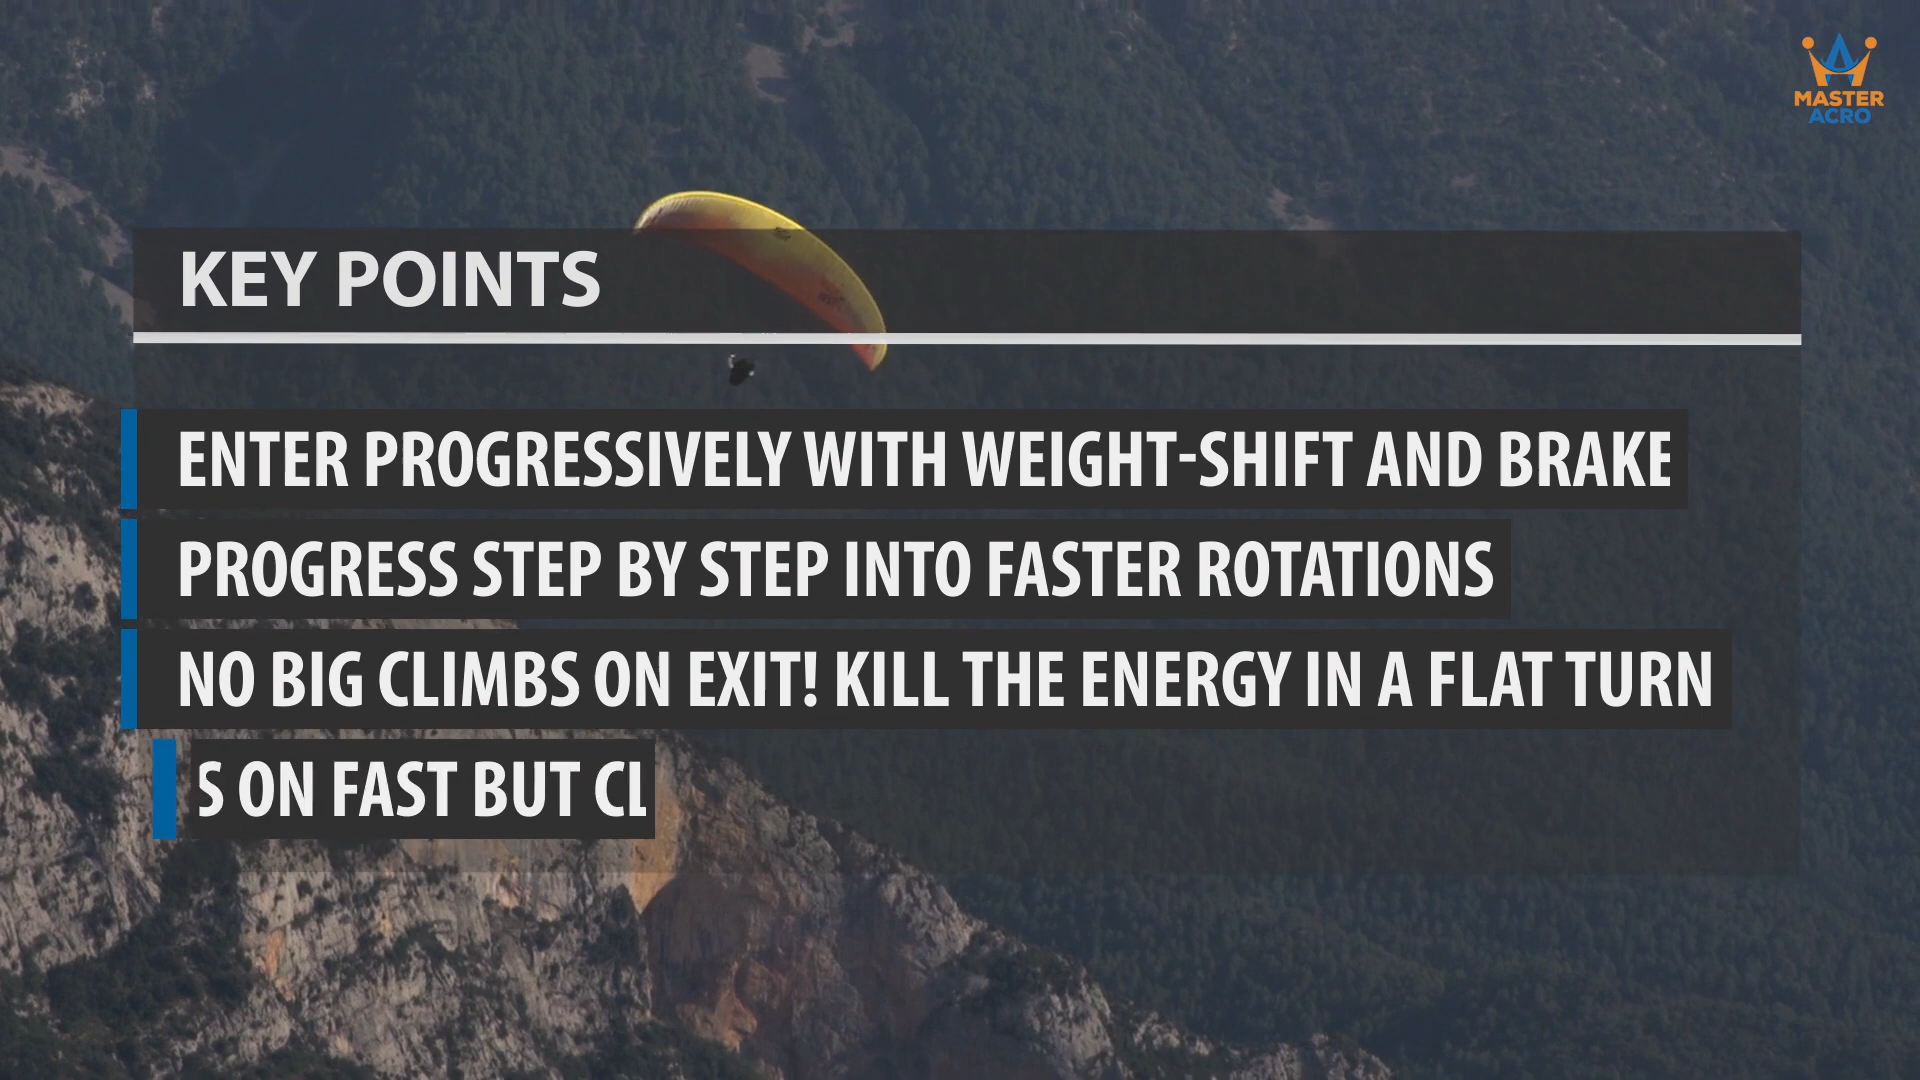 MASTER
ACRO
KEY POINTS
ENTER PROGRESSIVELY WITH WEIGHT-SHIFT AND BRAKE
PROGRESS STEP BY STEP INTO FASTER ROTATIONS
NO BIG CLIMBS ON EXIT! KILL THE ENERGY IN A FLAT TURN
ON FAST BUT